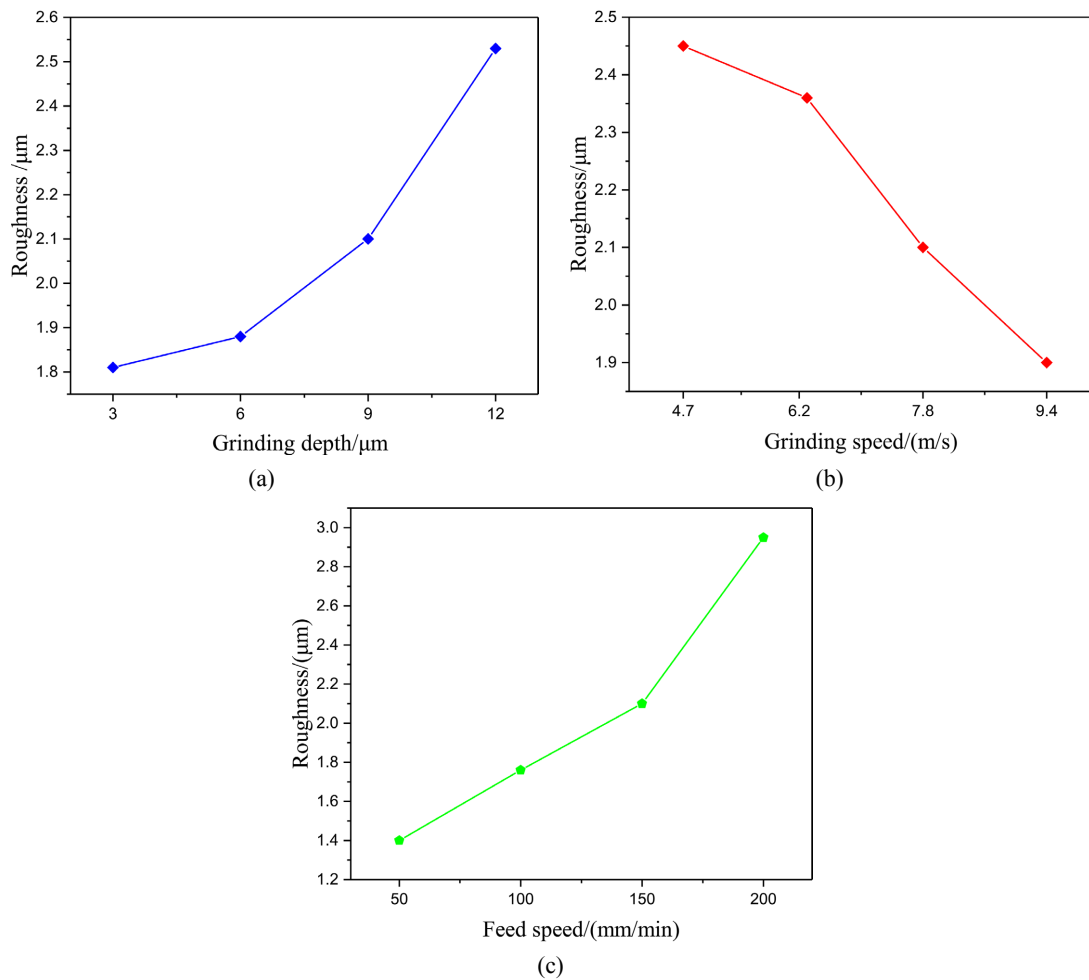 2.6
2.5
2.4
2.3
2.2
2.1
2.0
1.9
1.8
Roughness /μm
3 6 9 12
Grinding depth/μm
(a)
2.5
2.4
2.3
2.2
2.1
2.0
1.9
Roughness/μm
4.7 6.2 7.8 9.4
Grinding speed/(m/s)
(b)
3.0
2.8
2.6
2.4
2.2
2.0
1.8
1.6
1.4
1.2
Roughness/(μm)
50 100 150 200
Feed speed/(mm/min)
(c)